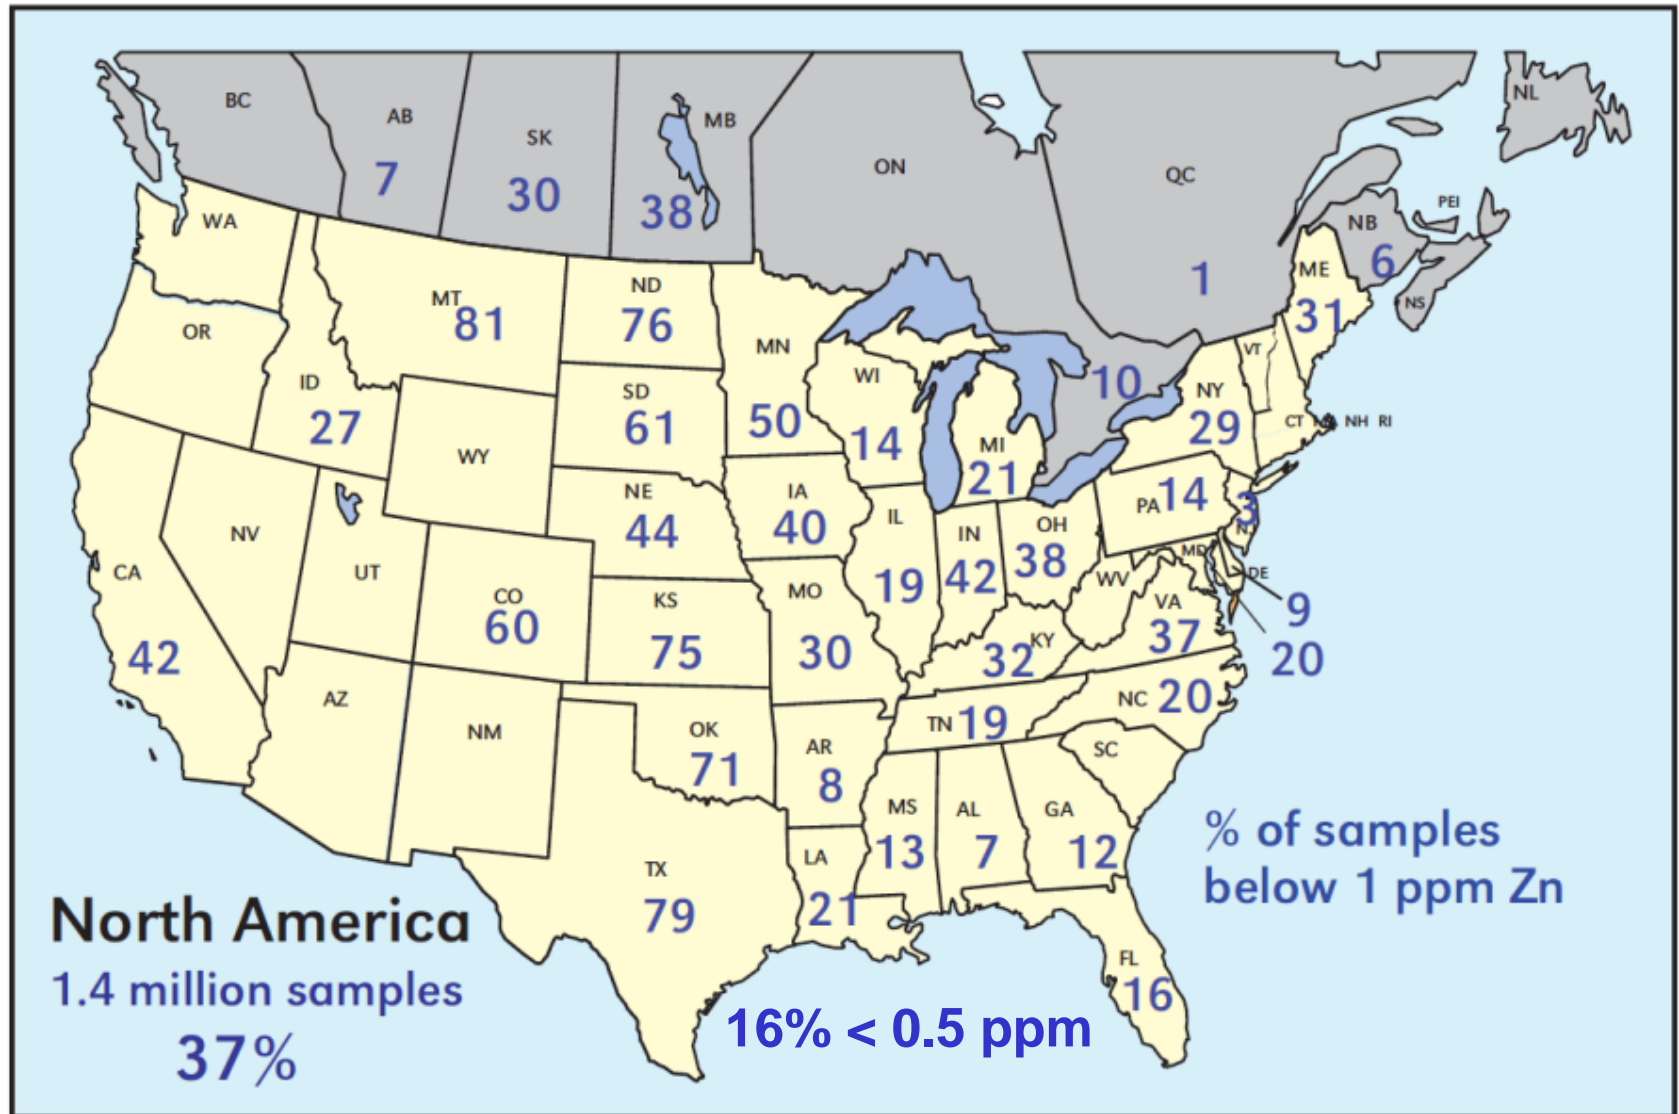 BC
AB
7
SK
30
MB
38
ON
10
QC
1
NL
NB
6
PEI
NS
WA
OR
ID
27
MT
81
ND
76
SD
61
MN
50
WI
14
MI
21
NY
29
VT
ME
31
CT MA NH RI
WY
NE
44
IA
40
IL
19
IN
42
OH
38
PA 14
3
NJ
MD
DE
9
20
CA
42
NV
UT
CO
60
KS
75
MO
30
KY
32
WV
VA
37
NC 20
TN 19
SC
AZ
NM
OK
71
AR
8
MS
13
AL
7
GA
12
TX
79
LA
21
FL
16
% of samples
below 1 ppm Zn
North America
1.4 million samples
37%
16% < 0.5 ppm